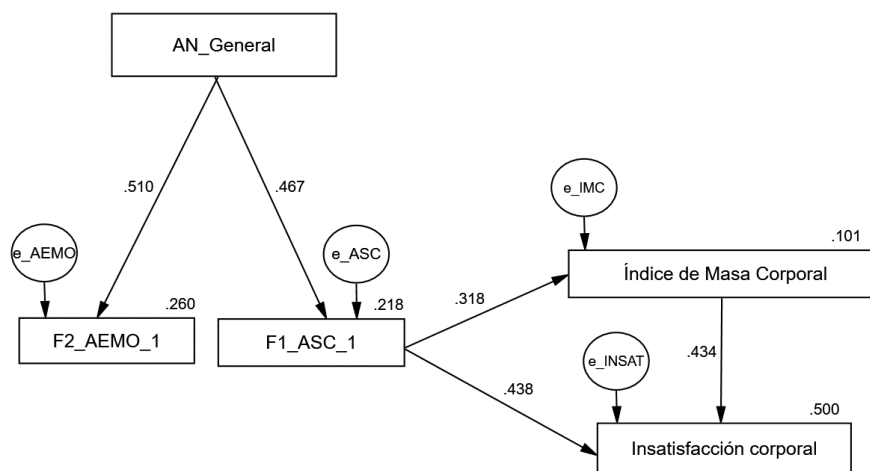 AN_General
.510
.467
e_IMC
e_AEMO
e_ASC
.101
Índice de Masa Corporal
.260
.218
.318
F2_AEMO_1
F1_ASC_1
.434
e_INSAT
.438
.500
Insatisfacción corporal